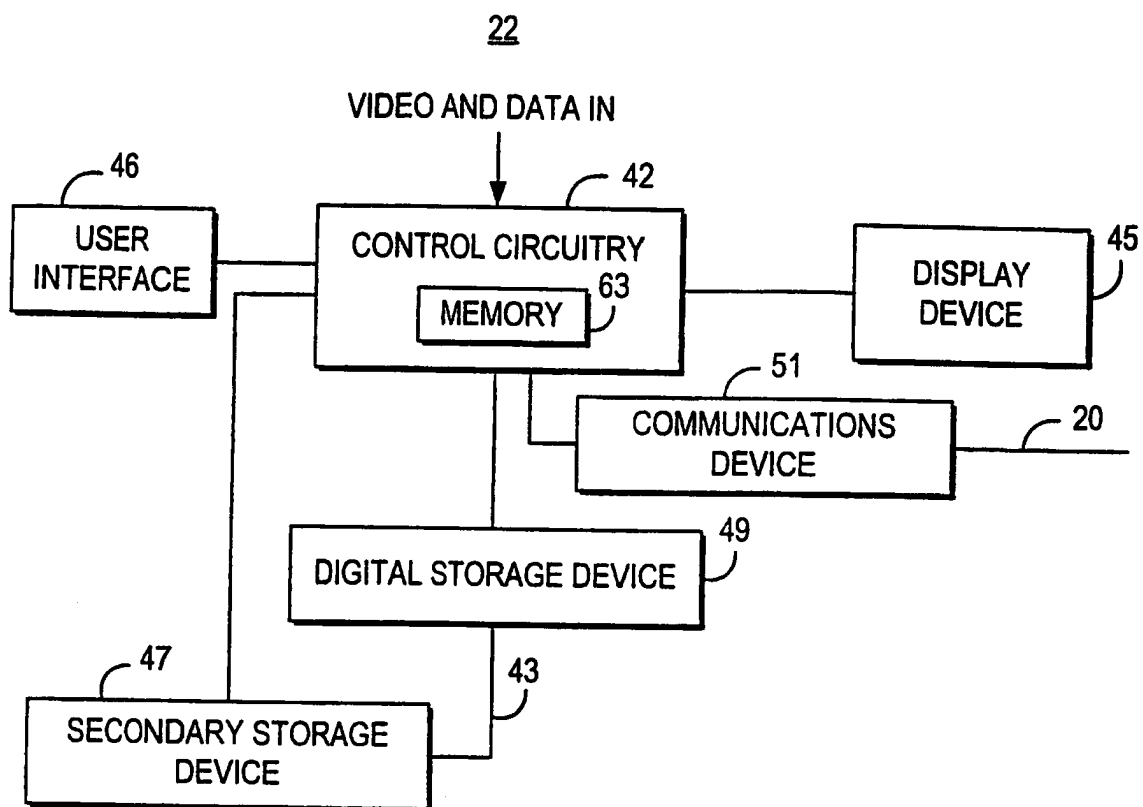 22
VIDEO AND DATA IN
46
42
USER
INTERFACE
CONTROL CIRCUITRY
63
MEMORY
45
DISPLAY
DEVICE
51
COMMUNICATIONS
DEVICE
20
49
DIGITAL STORAGE DEVICE
47
43
SECONDARY STORAGE
DEVICE